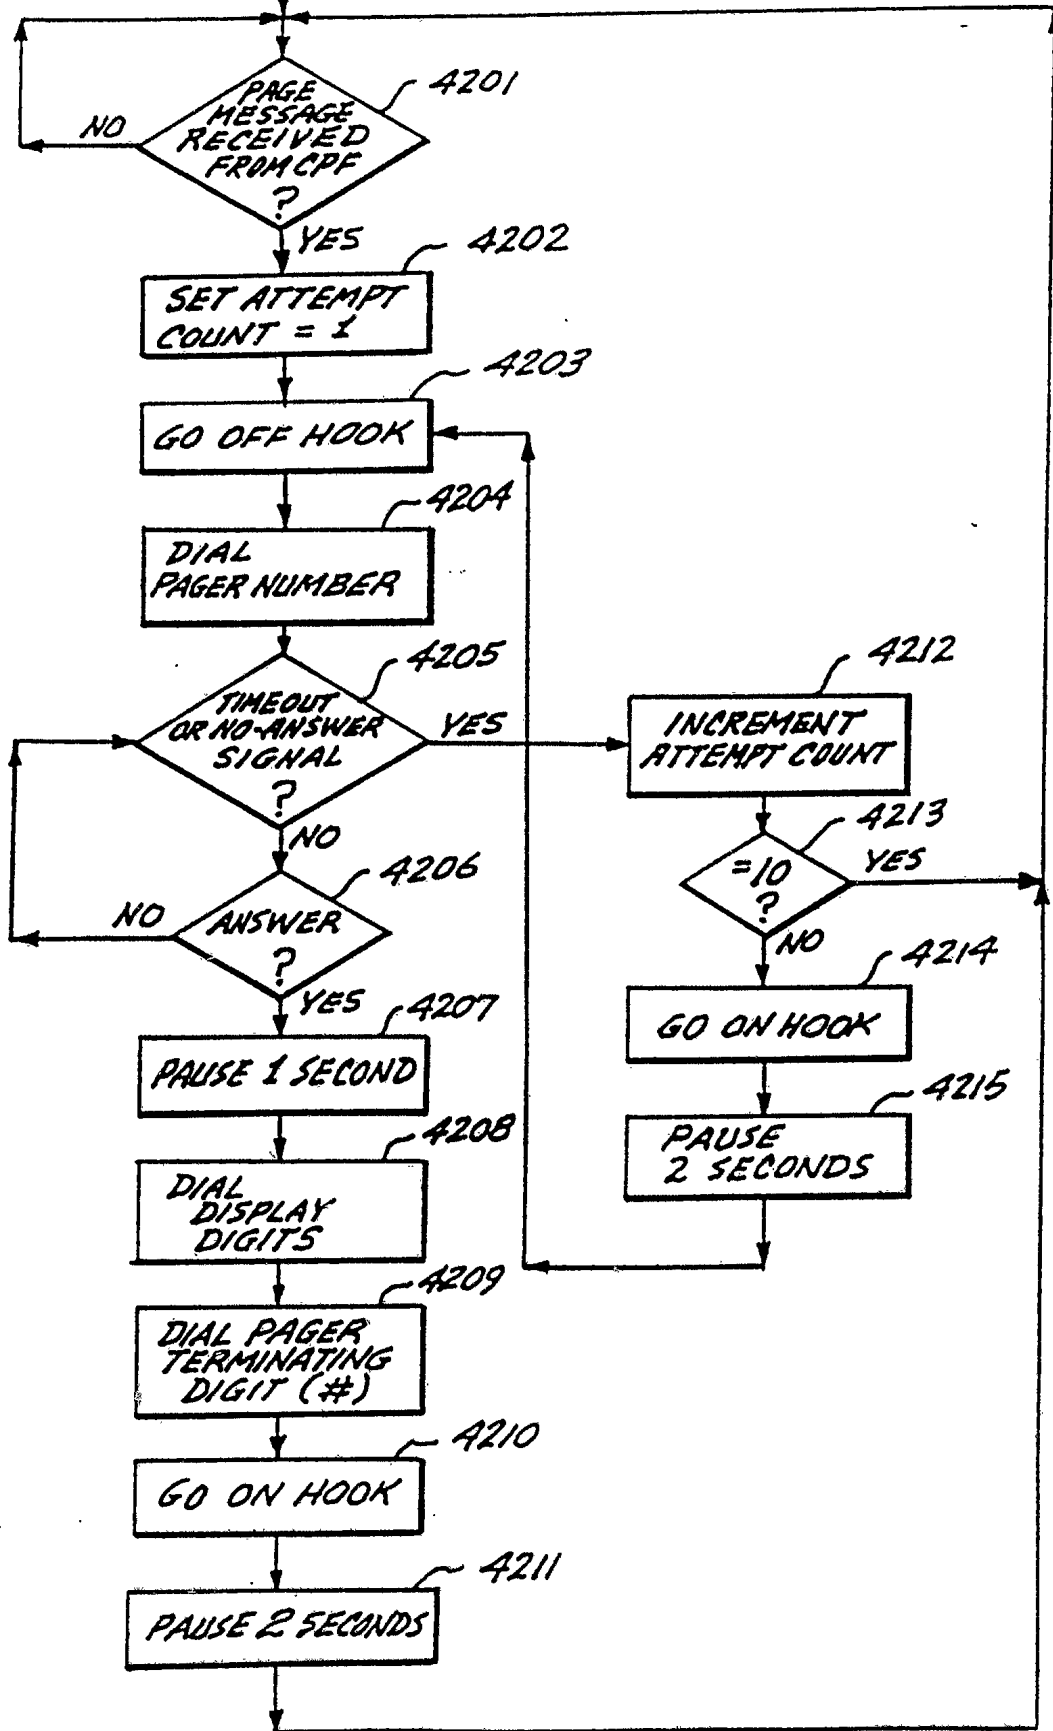 4201
PAGE
MESSAGE
RECEIVED
FROM CPF
?
NO
YES
4202
SET ATTEMPT
COUNT = 1
4203
GO OFF HOOK
4204
DIAL
PAGER NUMBER
4205
TIMEOUT
OR NO-ANSWER
SIGNAL
?
YES
NO
4206
ANSWER
?
NO
YES
4207
PAUSE 1 SECOND
4208
DIAL
DISPLAY
DIGITS
4209
DIAL PAGER
TERMINATING
DIGIT (#)
4210
GO ON HOOK
4211
PAUSE 2 SECONDS
4212
INCREMENT
ATTEMPT COUNT
4213
=10
?
YES
NO
4214
GO ON HOOK
4215
PAUSE
2 SECONDS